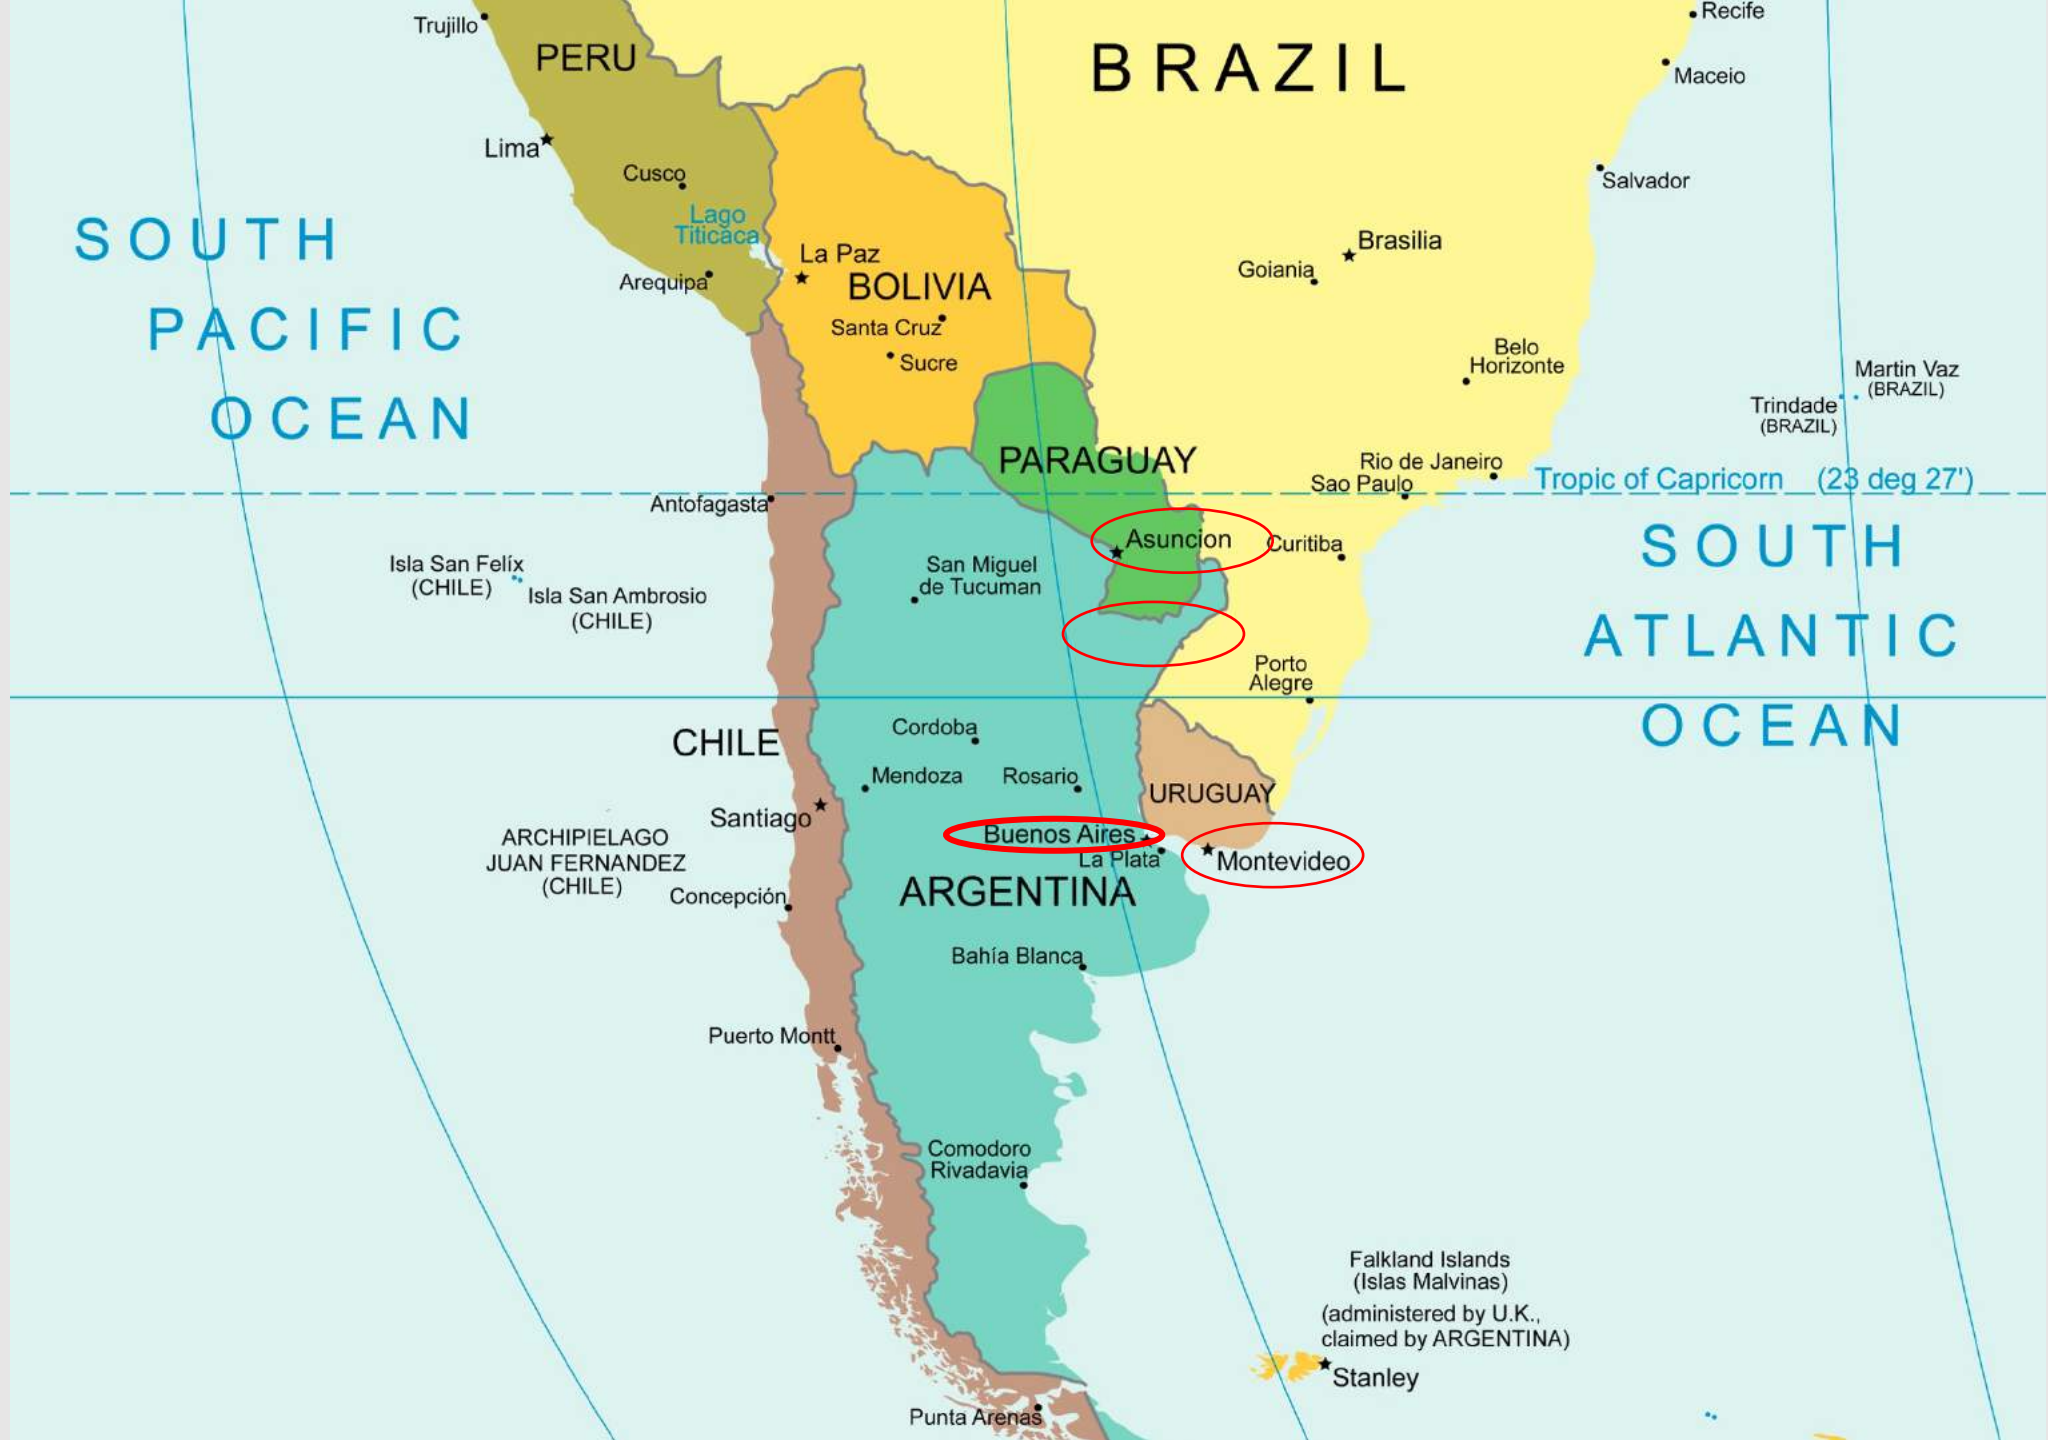 Trujillo
PERU
BRAZIL
Recife
Maceio
Lima
Cusco
Lago
Titicaca
Arequipa
La Paz
BOLIVIA
Santa Cruz
Sucre
Salvador
Brasilia
Goiania
Belo
Horizonte
SOUTH
PACIFIC
OCEAN
Martin Vaz
(BRAZIL)
Trindade
(BRAZIL)
PARAGUAY
Rio de Janeiro
Sao Paulo
Tropic of Capricorn (23 deg 27')
Antofagasta
Asuncion
Curitiba
SOUTH
ATLANTIC
OCEAN
Isla San Felíx
(CHILE)
Isla San Ambrosio
(CHILE)
San Miguel
de Tucuman
Porto
Alegre
CHILE
Cordoba
Mendoza
Rosario
URUGUAY
Santiago
Buenos Aires
La Plata
Montevideo
ARCHIPIELAGO
JUAN FERNANDEZ
(CHILE)
Concepción
ARGENTINA
Bahía Blanca
Puerto Montt
Comodoro
Rivadavia
Falkland Islands
(Islas Malvinas)
(administered by U.K.,
claimed by ARGENTINA)
Stanley
Punta Arenas